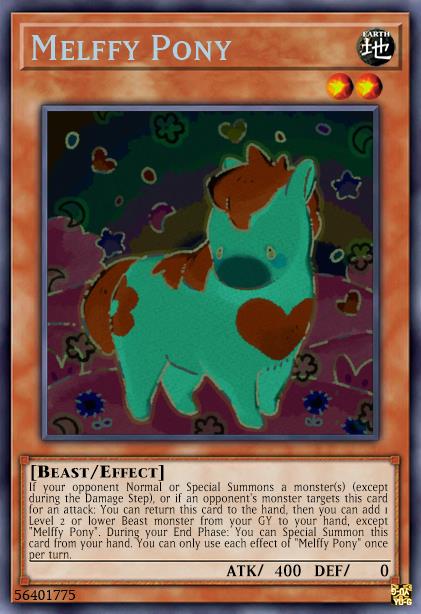 Melffy Pony
EARTH
地
[Beast/Effect]
If your opponent Normal or Special Summons a monster(s) (except
during the Damage Step), or if an opponent's monster targets this card
for an attack: You can return this card to the hand, then you can add 1
Level 2 or lower Beast monster from your GY to your hand, except
"Melffy Pony". During your End Phase: You can Special Summon this
card from your hand. You can only use each effect of "Melffy Pony" once
per turn.
ATK/ 400 DEF/ 0
56401775